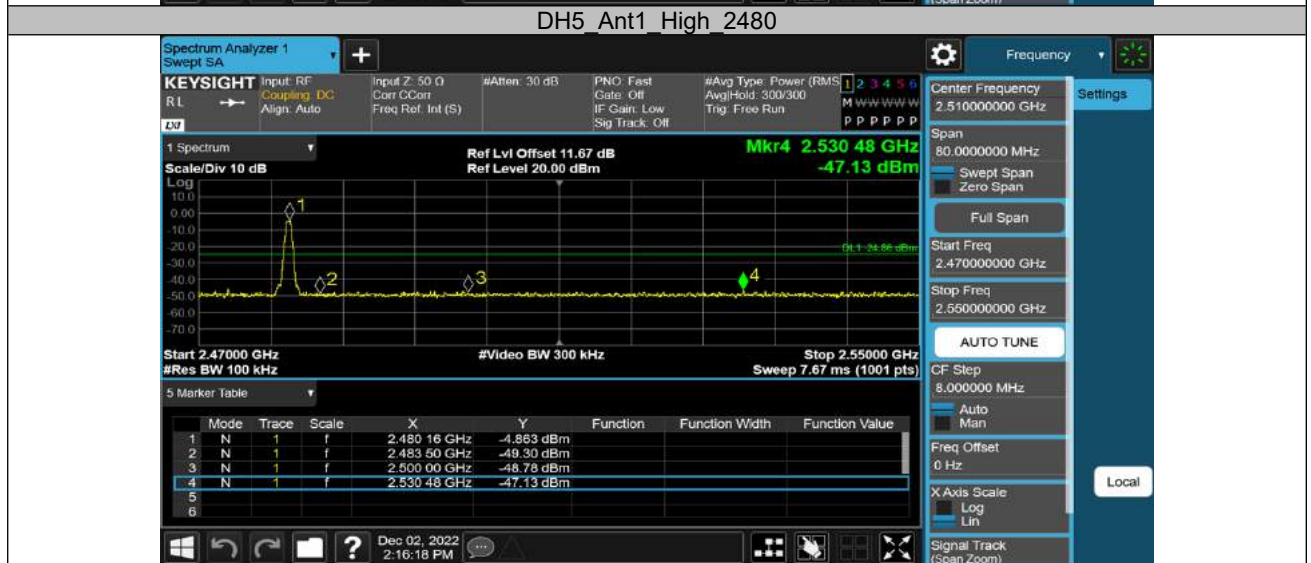 (Span Zoom)
DH5_Ant1_High_2480
Spectrum Analyzer 1
Swept SA
+
Frequency
KEYSIGHT
RL
LXI
Input: RF
Coupling: DC
Align: Auto
Input Z: 50 Ω
Corr CCorr
Freq Ref: Int (S)
#Atten: 30 dB
PNO: Fast
Gate: Off
IF Gain: Low
Sig Track: Off
#Avg Type: Power (RMS
Avg|Hold: 300/300
Trig: Free Run
1 2 3 4 5 6
M W W W W W
P P P P P P
Center Frequency
2.510000000 GHz
Settings
Span
80.0000000 MHz
Swept Span
Zero Span
Full Span
Start Freq
2.470000000 GHz
Stop Freq
2.550000000 GHz
AUTO TUNE
CF Step
8.000000 MHz
Auto
Man
Freq Offset
0 Hz
X Axis Scale
Log
Lin
Signal Track
(Span Zoom)
Local
1 Spectrum
Scale/Div 10 dB
Ref Lvl Offset 11.67 dB
Ref Level 20.00 dBm
Mkr4 2.530 48 GHz
-47.13 dBm
Log
10.0
0.00
-10.0
-20.0
-30.0
-40.0
-50.0
-60.0
-70.0
1
2
3
4
DL1 -24.86 dBm
Start 2.47000 GHz
#Res BW 100 kHz
#Video BW 300 kHz
Stop 2.55000 GHz
Sweep 7.67 ms (1001 pts)
5 Marker Table
Mode Trace Scale X Y Function Function Width Function Value
1 N 1 f 2.480 16 GHz -4.863 dBm
2 N 1 f 2.483 50 GHz -49.30 dBm
3 N 1 f 2.500 00 GHz -48.78 dBm
4 N 1 f 2.530 48 GHz -47.13 dBm
5
6
?
Dec 02, 2022
2:16:18 PM